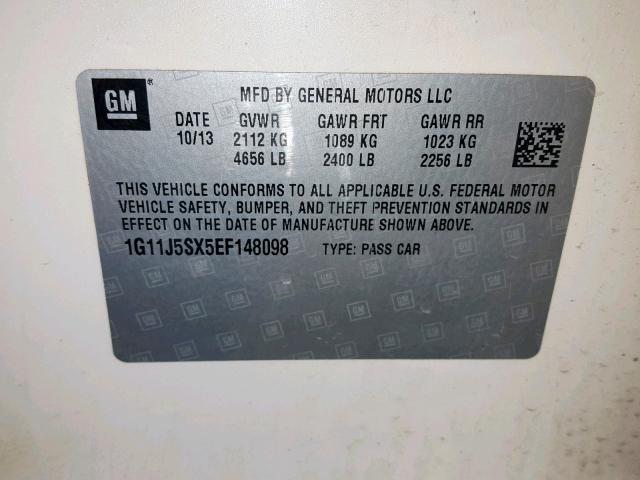 GM ® MFD BY GENERAL MOTORS LLC
DATE GVWR GAWR FRT GAWR RR
10/13 2112 KG 1089 KG 1023 KG
4656 LB 2400 LB 2256 LB
THIS VEHICLE CONFORMS TO ALL APPLICABLE U.S. FEDERAL MOTOR
VEHICLE SAFETY, BUMPER, AND THEFT PREVENTION STANDARDS IN
EFFECT ON THE DATE OF MANUFACTURE SHOWN ABOVE.
1G11J5SX5EF148098 TYPE: PASS CAR